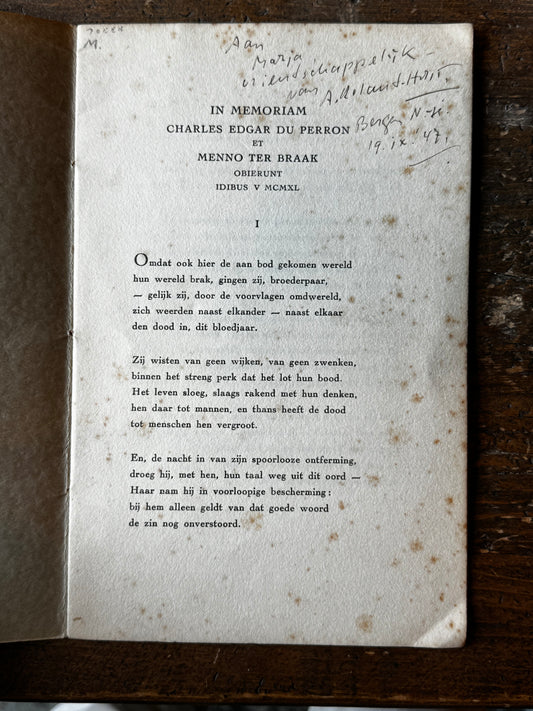 M.
Aan
Marja
vriendschappelijk –
van
A. Roland-Holst.
Bergen N-H.
19.IX.'47.
IN MEMORIAM
CHARLES EDGAR DU PERRON
ET
MENNO TER BRAAK
OBIERUNT
IDIBUS V MCMXL
I
Omdat ook hier de aan bod gekomen wereld
hun wereld brak, gingen zij, broederpaar,
— gelijk zij, door de voorvlagen omdwereld,
zich weerden naast elkander — naast elkaar
den dood in, dit bloedjaar.
Zij wisten van geen wijken, van geen zwenken,
binnen het streng perk dat het lot hun bood.
Het leven sloeg, slaags rakend met hun denken,
hen daar tot mannen, en thans heeft de dood
tot menschen hen vergroot.
En, de nacht in van zijn spoorlooze ontferming,
droeg hij, met hen, hun taal weg uit dit oord —
Haar nam hij in voorloopige bescherming:
bij hem alleen geldt van dat goede woord
de zin nog onverstoord.